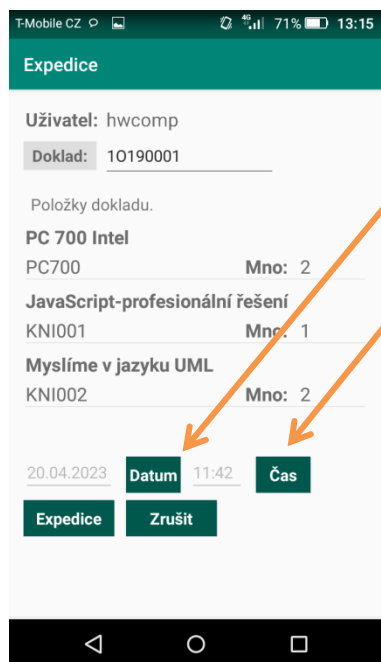 T-Mobile CZ 4G 71% 13:15
Expedice
Uživatel: hwcomp
Doklad: 1O190001
Položky dokladu.
PC 700 Intel
PC700 Mno: 2
JavaScript-profesionální řešení
KNI001 Mno: 1
Myslíme v jazyku UML
KNI002 Mno: 2
20.04.2023 Datum 11:42 Čas
Expedice Zrušit